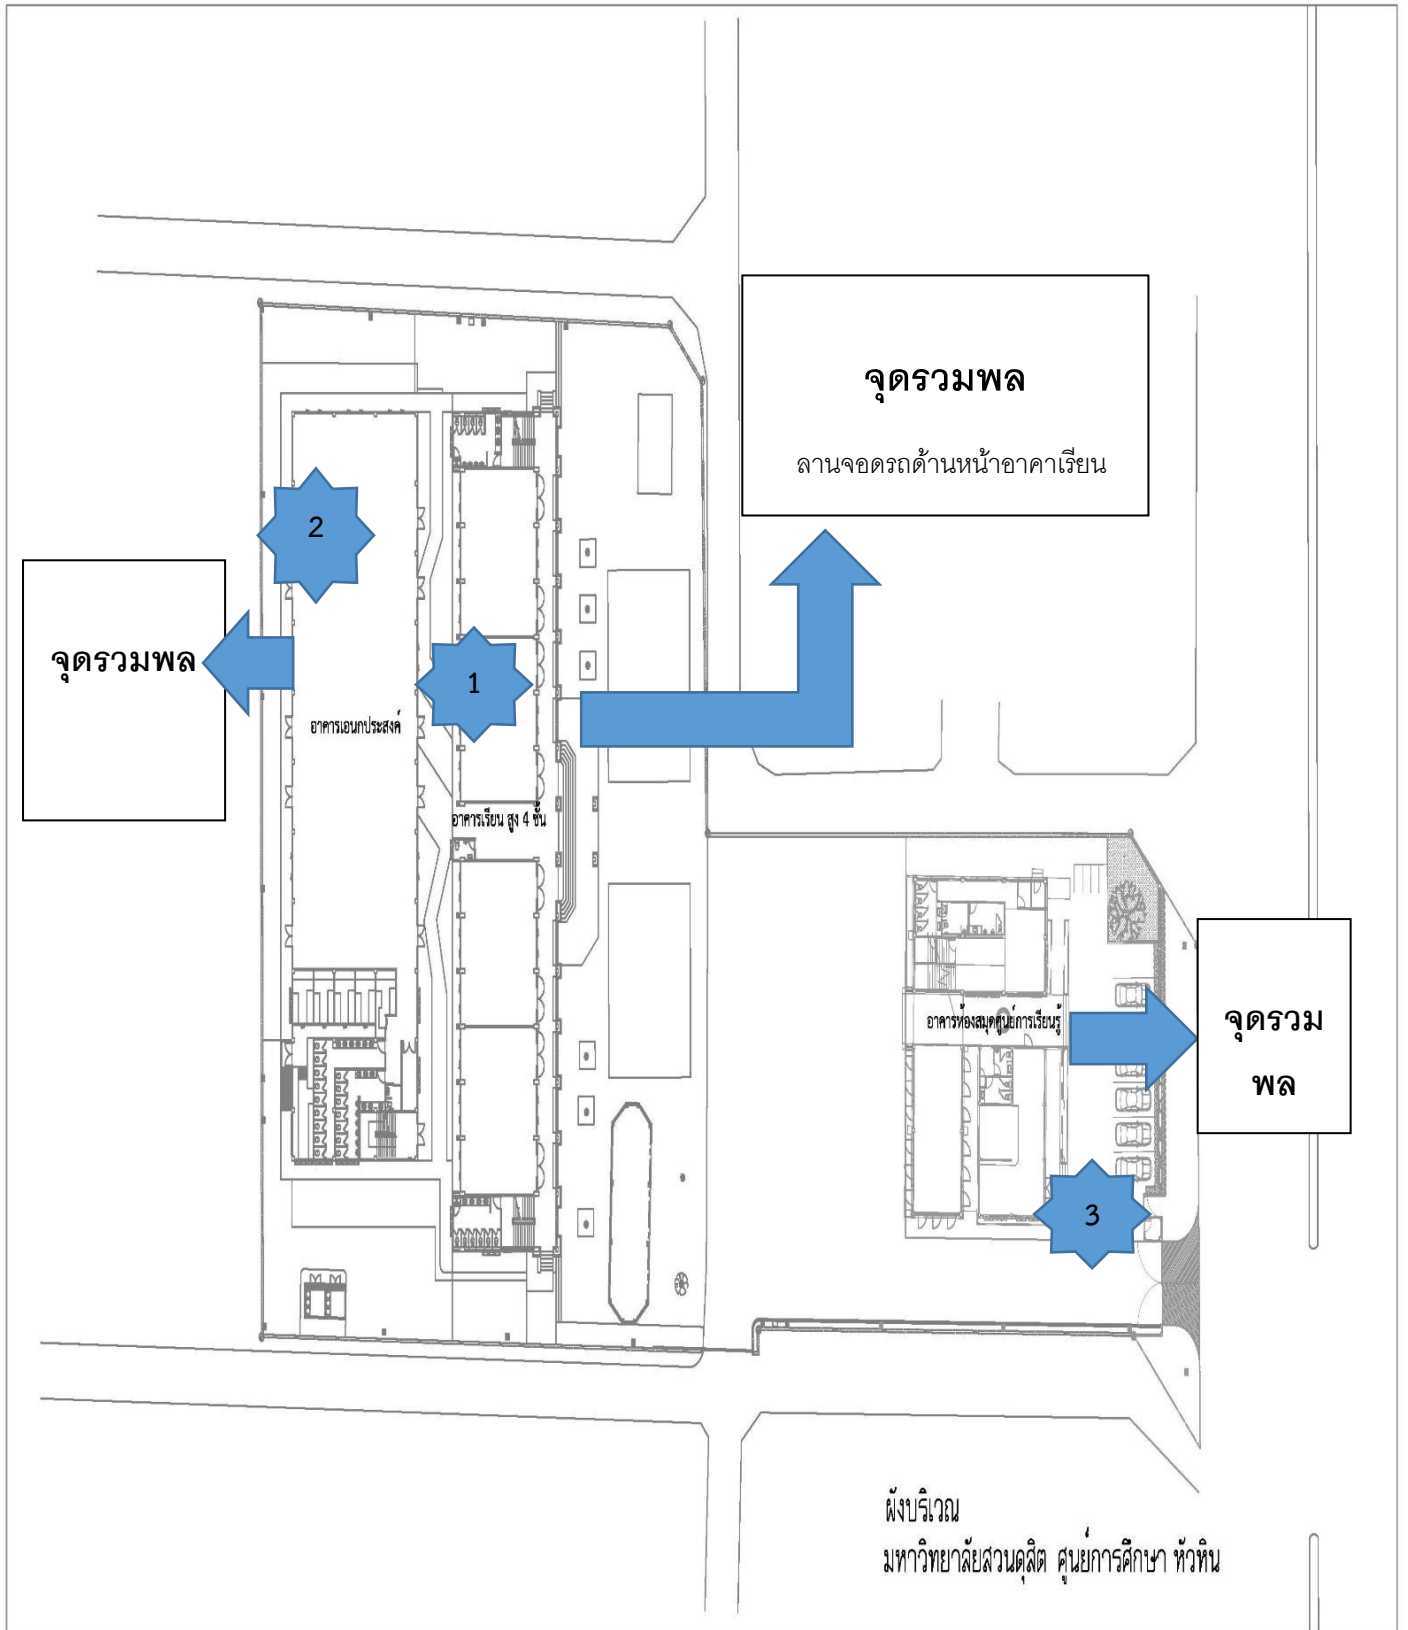 จุดรวมพล
ลานจอดรถด้านหน้าอาคาเรียน
2
จุดรวมพล
1
อาคารเอนกประสงค์
อาคารเรียน สูง 4 ชั้น
อาคารห้องสมุดศูนย์การเรียนรู้
จุดรวม
พล
3
ผังบริเวณ
มหาวิทยาลัยสวนดุสิต ศูนย์การศึกษา หัวหิน